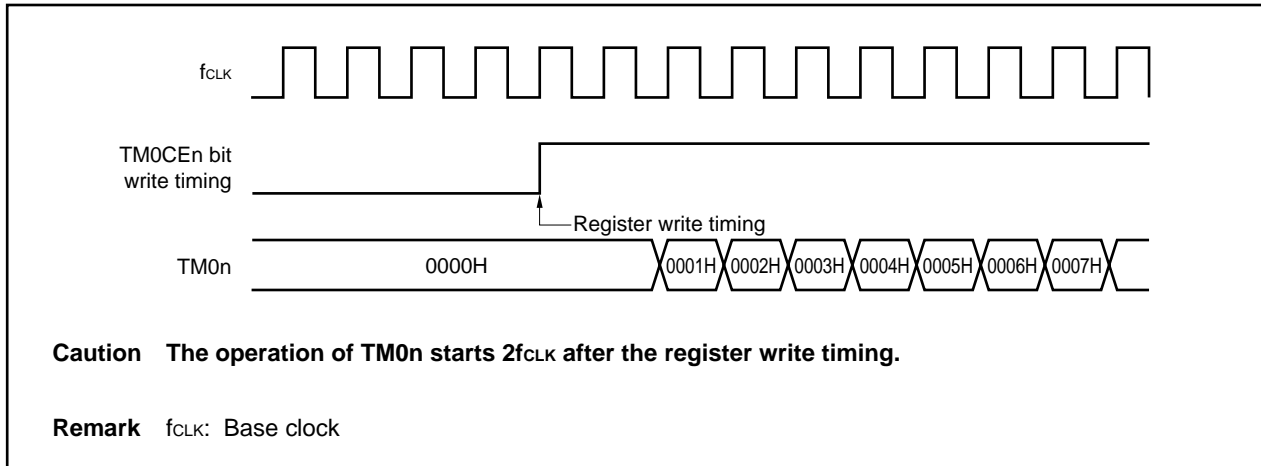 fCLK
TM0CEn bit
write timing
Register write timing
TM0n 0000H 0001H 0002H 0003H 0004H 0005H 0006H 0007H
Caution The operation of TM0n starts 2fCLK after the register write timing.
Remark fCLK: Base clock